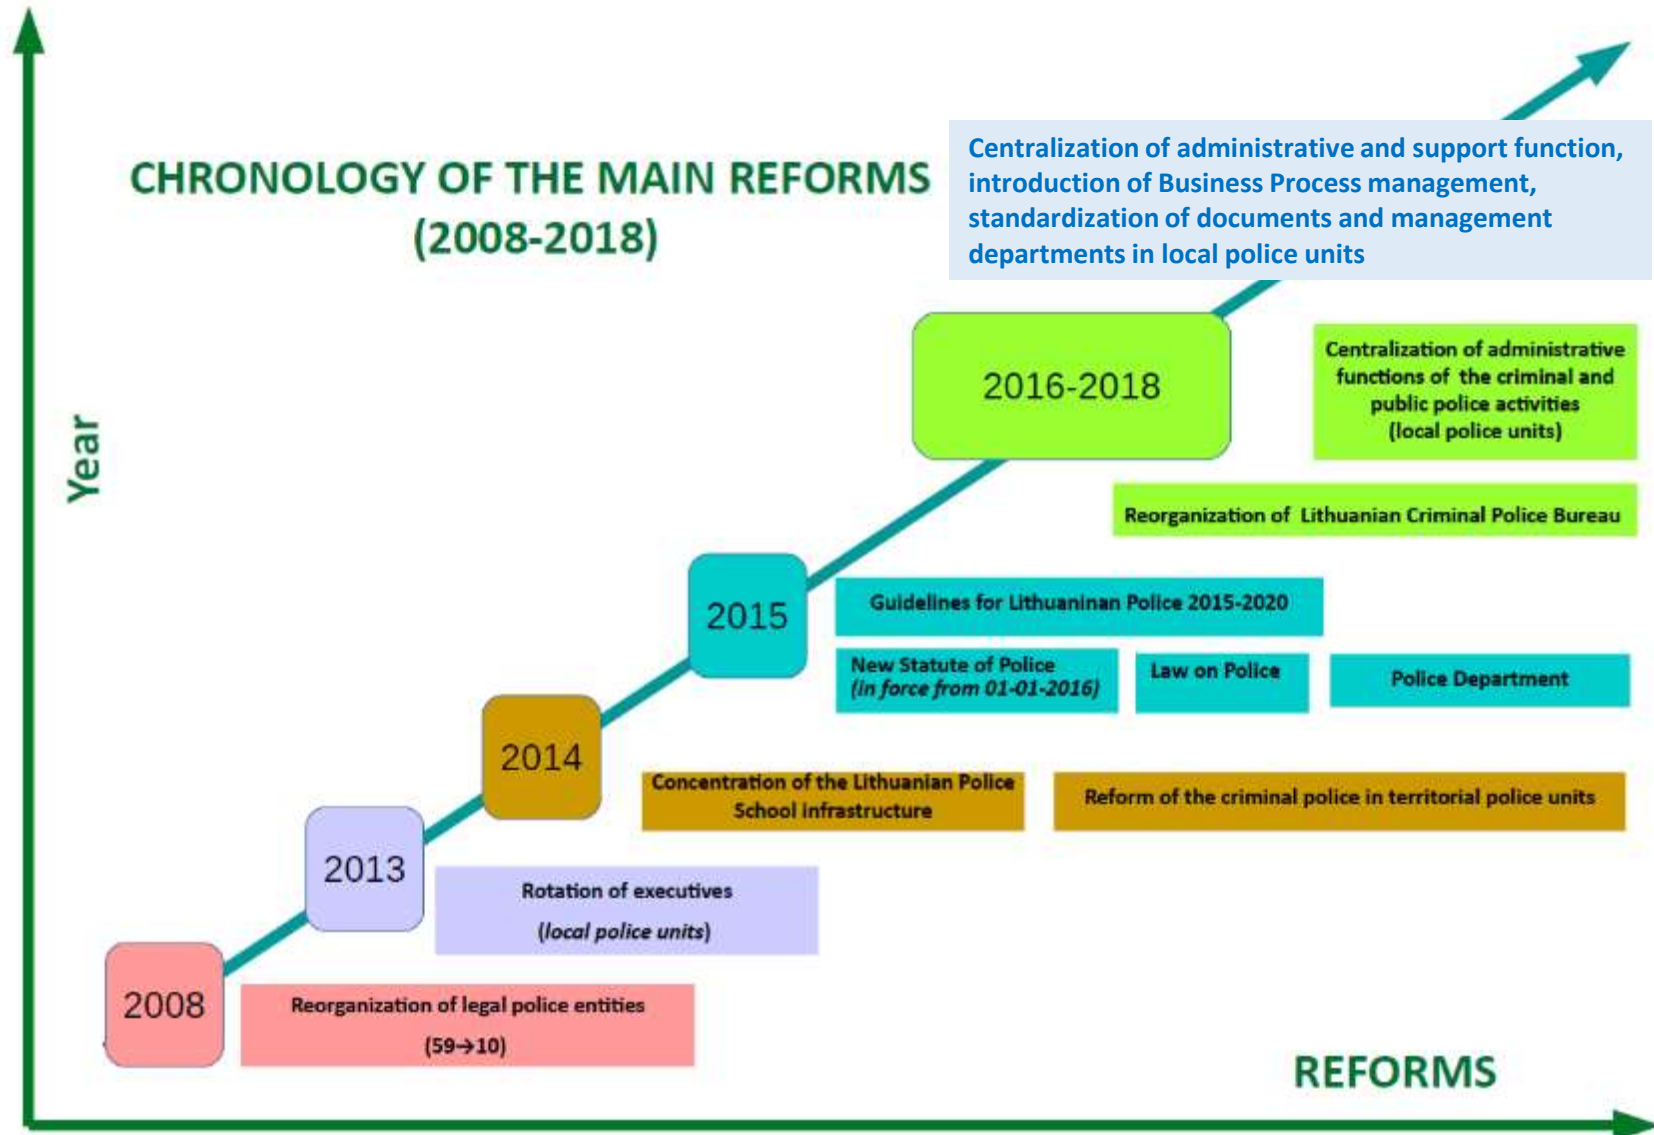 CHRONOLOGY OF THE MAIN REFORMS
(2008-2018)
Centralization of administrative and support function,
introduction of Business Process management,
standardization of documents and management
departments in local police units
Year
2016-2018
Centralization of administrative
functions of the criminal and
public police activities
(local police units)
Reorganization of Lithuanian Criminal Police Bureau
2015
Guidelines for Lithuaninan Police 2015-2020
New Statute of Police
(in force from 01-01-2016)
Law on Police
Police Department
2014
Concentration of the Lithuanian Police
School infrastructure
Reform of the criminal police in territorial police units
2013
Rotation of executives
(local police units)
2008
Reorganization of legal police entities
(59→10)
REFORMS